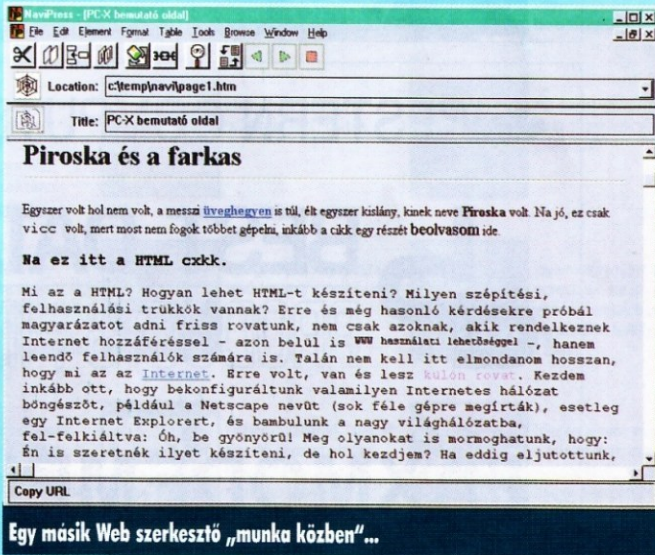 NaviPress - [PC-X bemutató oldal]
File Edit Element Format Table Tools Browse Window Help
Location: c:\temp\navi\page1.htm
Title: PC-X bemutató oldal
Piroska és a farkas
Egyszer volt hol nem volt, a messzi üveghegyen is túl, élt egyszer kislány, kinek neve Piroska volt. Na jó, ez csak
vicc volt, mert most nem fogok többet gépelni, inkább a cikk egy részét beolvasom ide.
Na ez itt a HTML cxkk.
Mi az a HTML? Hogyan lehet HTML-t készíteni? Milyen szépítési,
felhasználási trükkök vannak? Erre és még hasonló kérdésekre próbál
magyarázatot adni friss rovatunk, nem csak azoknak, akik rendelkeznek
Internet hozzáféréssel - azon belül is WWW használati lehetőséggel -, hanem
leendő felhasználók számára is. Talán nem kell itt elmondanom hosszan,
hogy mi az az Internet. Erre volt, van és lesz külön rovat. Kezdem
inkább ott, hogy bekonfiguráltunk valamilyen Internetes hálózat
böngészőt, például a Netscape nevűt (sok féle gépre megírták), esetleg
egy Internet Explorert, és bambulunk a nagy világhálózatba,
fel-felkiáltva: Óh, be gyönyörű! Meg olyanokat is mormoghatunk, hogy:
Én is szeretnék ilyet készíteni, de hol kezdjem? Ha eddig eljutottunk,
Copy URL
Egy másik Web szerkesztő „munka közben"...